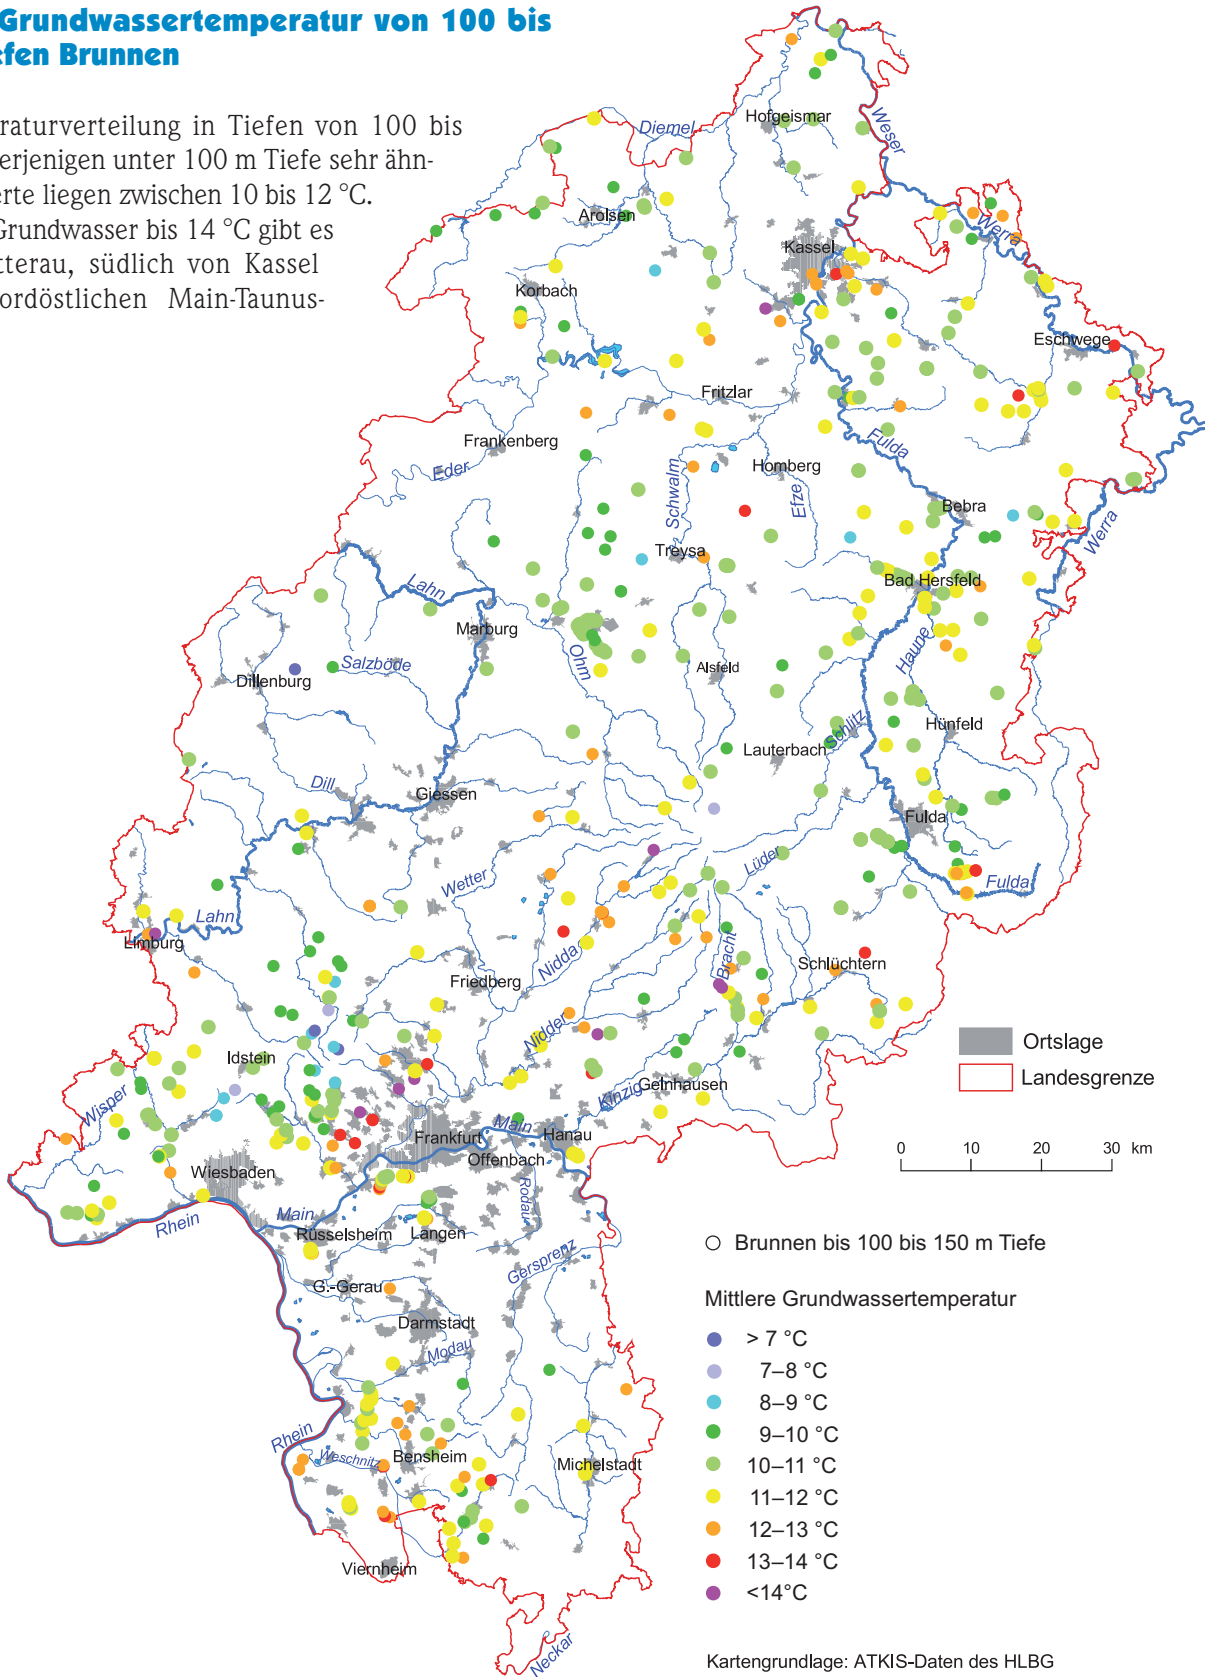 Grundwassertemperatur von 100 bis
efen Brunnen
raturverteilung in Tiefen von 100 bis
erjenigen unter 100 m Tiefe sehr ähn-
erte liegen zwischen 10 bis 12 °C.
Grundwasser bis 14 °C gibt es
tterau, südlich von Kassel
ordöstlichen Main-Taunus-
Hofgeismar
Diemel
Weser
Arolsen
Kassel
Werra
Korbach
Eschwege
Fritzlar
Frankenberg
Eder
Schwalm
Homberg
Efze
Fulda
Bebra
Werra
Treysa
Lahn
Bad Hersfeld
Marburg
Ohm
Haune
Salzböde
Dillenburg
Alsfeld
Schlitz
Hünfeld
Lauterbach
Dill
Giessen
Fulda
Lüder
Wetter
Fulda
Lahn
Limburg
Nidda
Bracht
Schlüchtern
Friedberg
Nidder
Idstein
Ortslage
Landesgrenze
Gelnhausen
Kinzig
Wisper
Main
Hanau
Frankfurt
Offenbach
0 10 20 30 km
Wiesbaden
Rodau
Rhein
Main
Rüsselsheim
Langen
Gersprenz
G.-Gerau
Darmstadt
Modau
Rhein
Weschnitz
Bensheim
Michelstadt
Viernheim
Neckar
Brunnen bis 100 bis 150 m Tiefe
Mittlere Grundwassertemperatur
> 7 °C
7–8 °C
8–9 °C
9–10 °C
10–11 °C
11–12 °C
12–13 °C
13–14 °C
<14°C
Kartengrundlage: ATKIS-Daten des HLBG